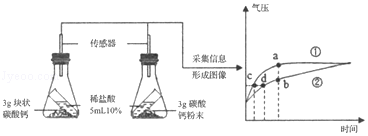 传感器
采集信息
形成图像
3g 块状
碳酸钙
稀盐酸
5mL10%
3g 碳酸
钙粉末
气压
a
①
c
d
b
②
时间